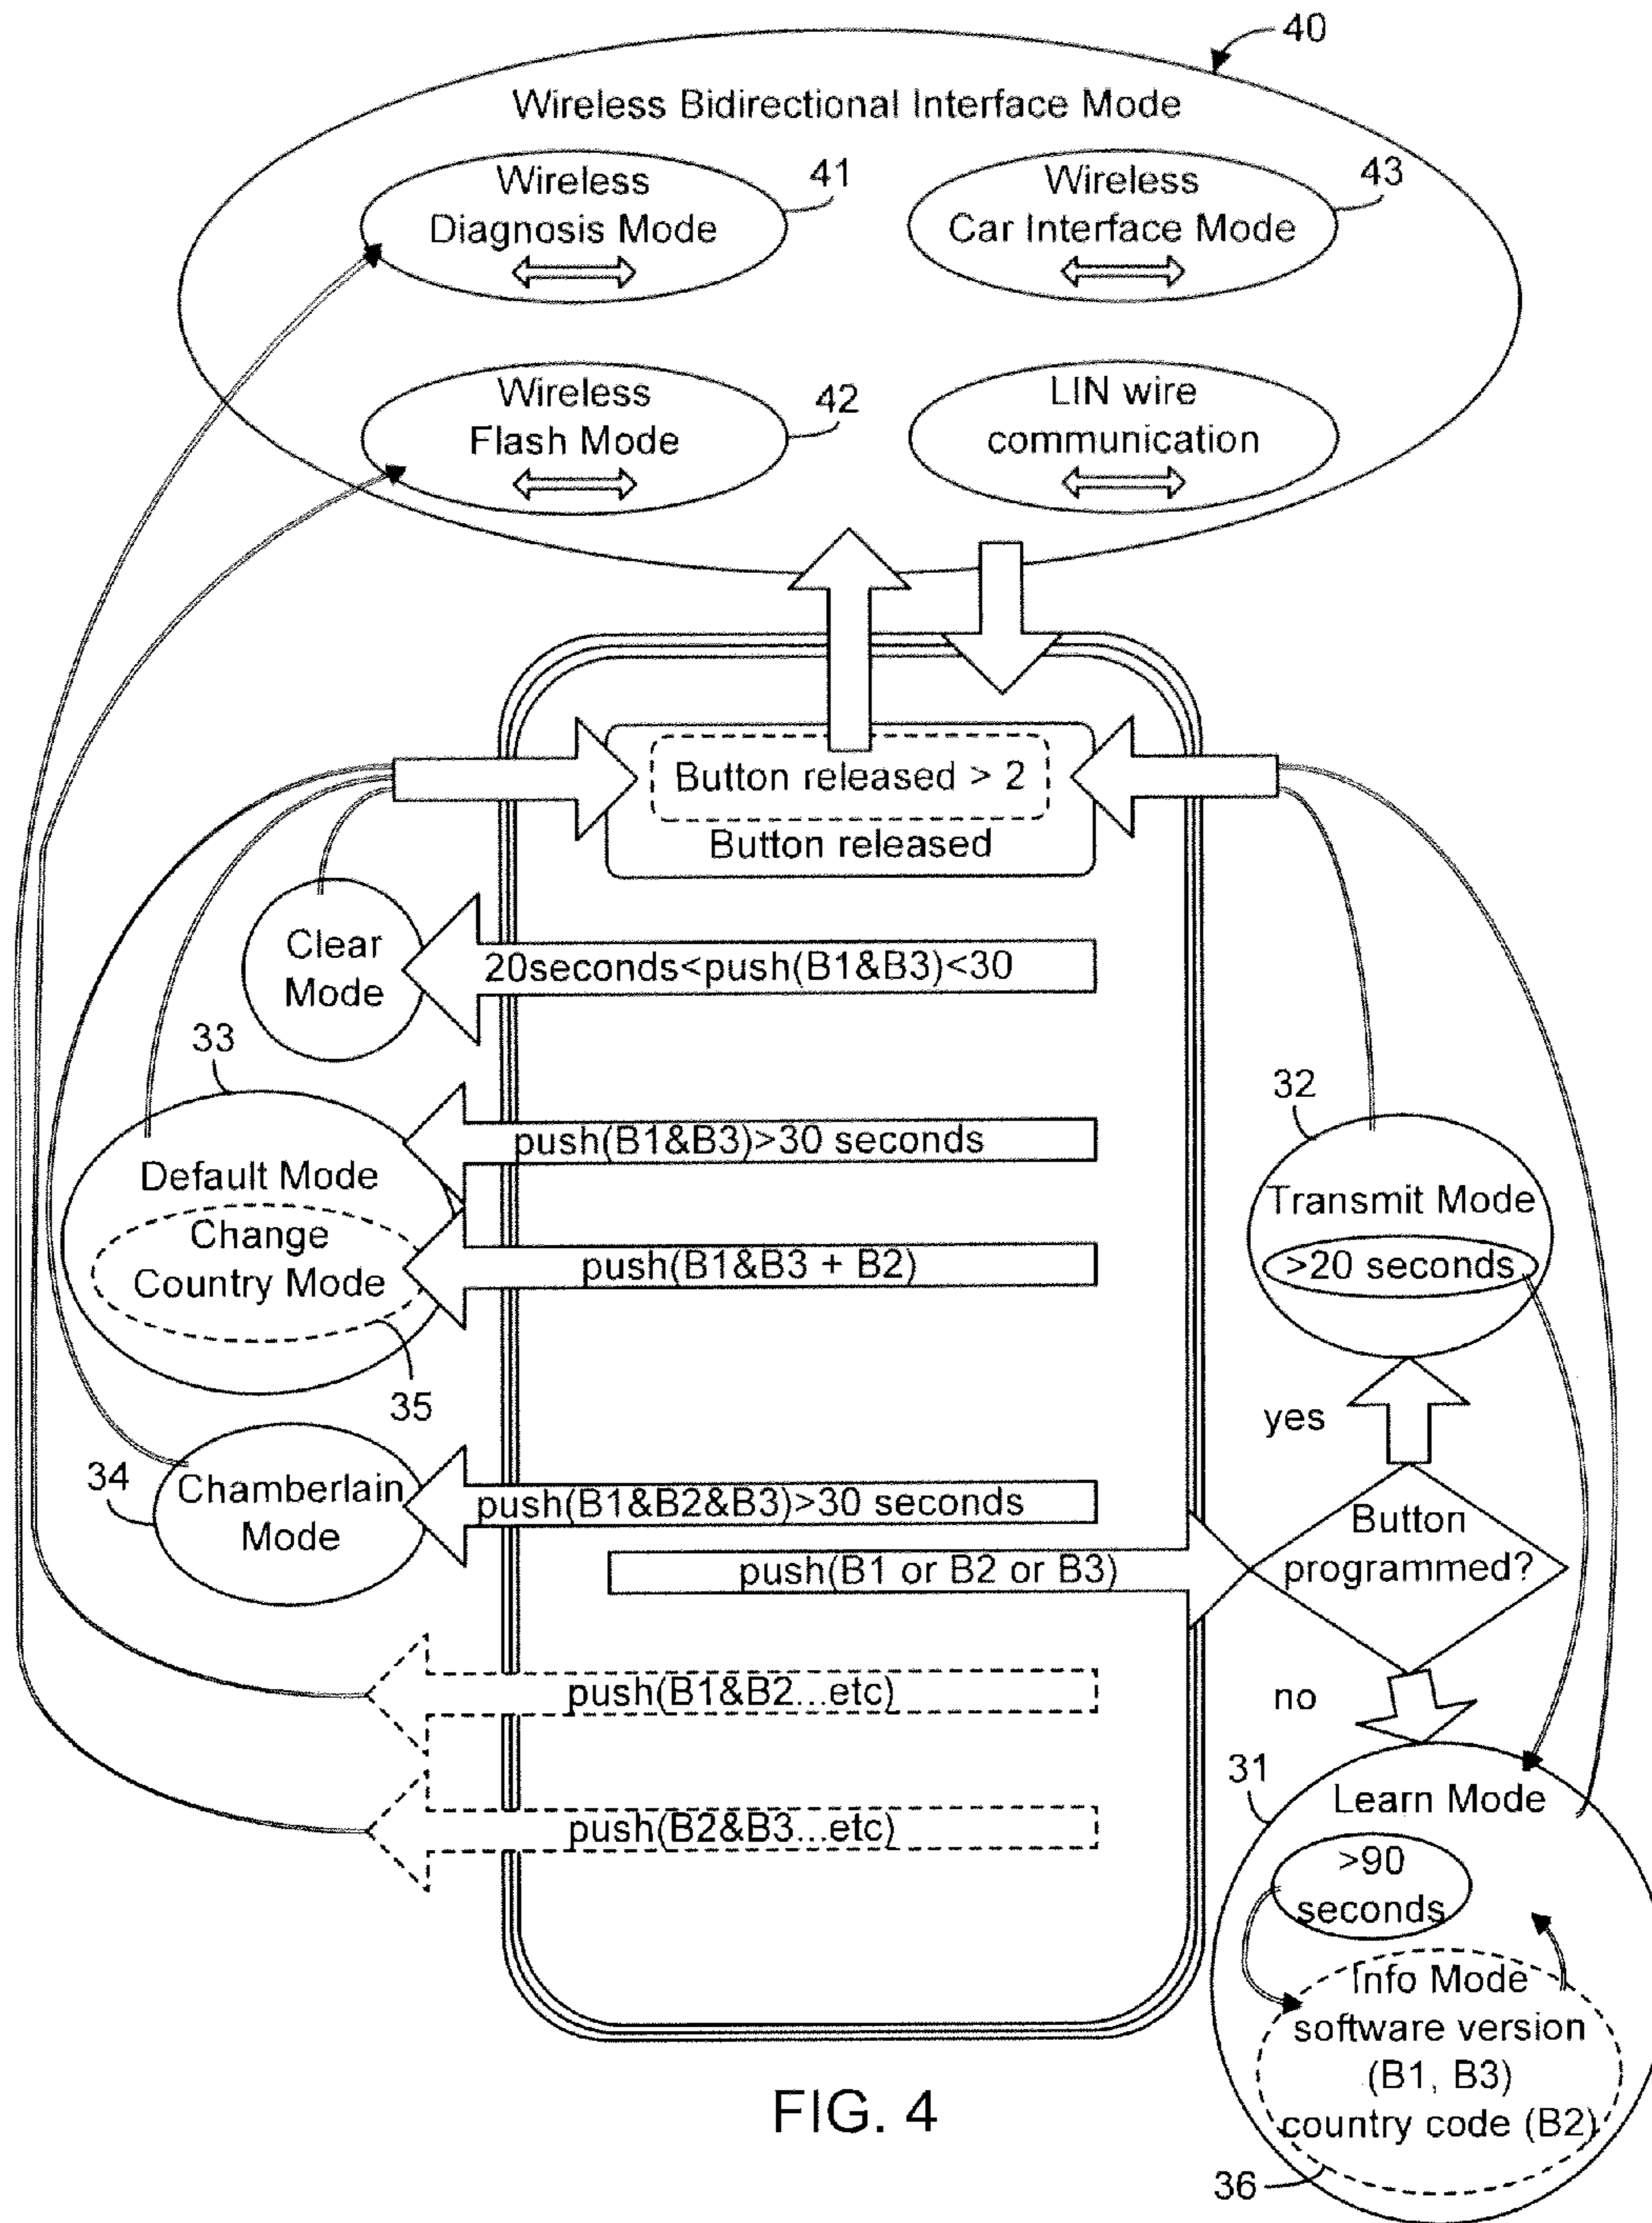 40
Wireless Bidirectional Interface Mode
Wireless
Diagnosis Mode
41
Wireless
Car Interface Mode
43
Wireless
Flash Mode
42
LIN wire
communication
Button released > 2
Button released
Clear
Mode
20seconds<push(B1&B3)<30
33
Default Mode
push(B1&B3)>30 seconds
Change
Country Mode
push(B1&B3 + B2)
35
32
Transmit Mode
>20 seconds
yes
34
Chamberlain
Mode
push(B1&B2&B3)>30 seconds
push(B1 or B2 or B3)
Button
programmed?
push(B1&B2...etc)
no
push(B2&B3...etc)
31
Learn Mode
>90
seconds
Info Mode
software version
(B1, B3)
country code (B2)
36
FIG. 4